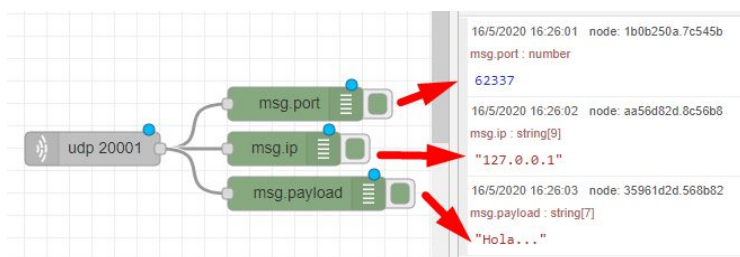 udp 20001
msg.port
msg.ip
msg.payload
16/5/2020 16:26:01 node: 1b0b250a.7c545b
msg.port : number
62337
16/5/2020 16:26:02 node: aa56d82d.8c56b8
msg.ip : string[9]
"127.0.0.1"
16/5/2020 16:26:03 node: 35961d2d.568b82
msg.payload : string[7]
"Hola..."